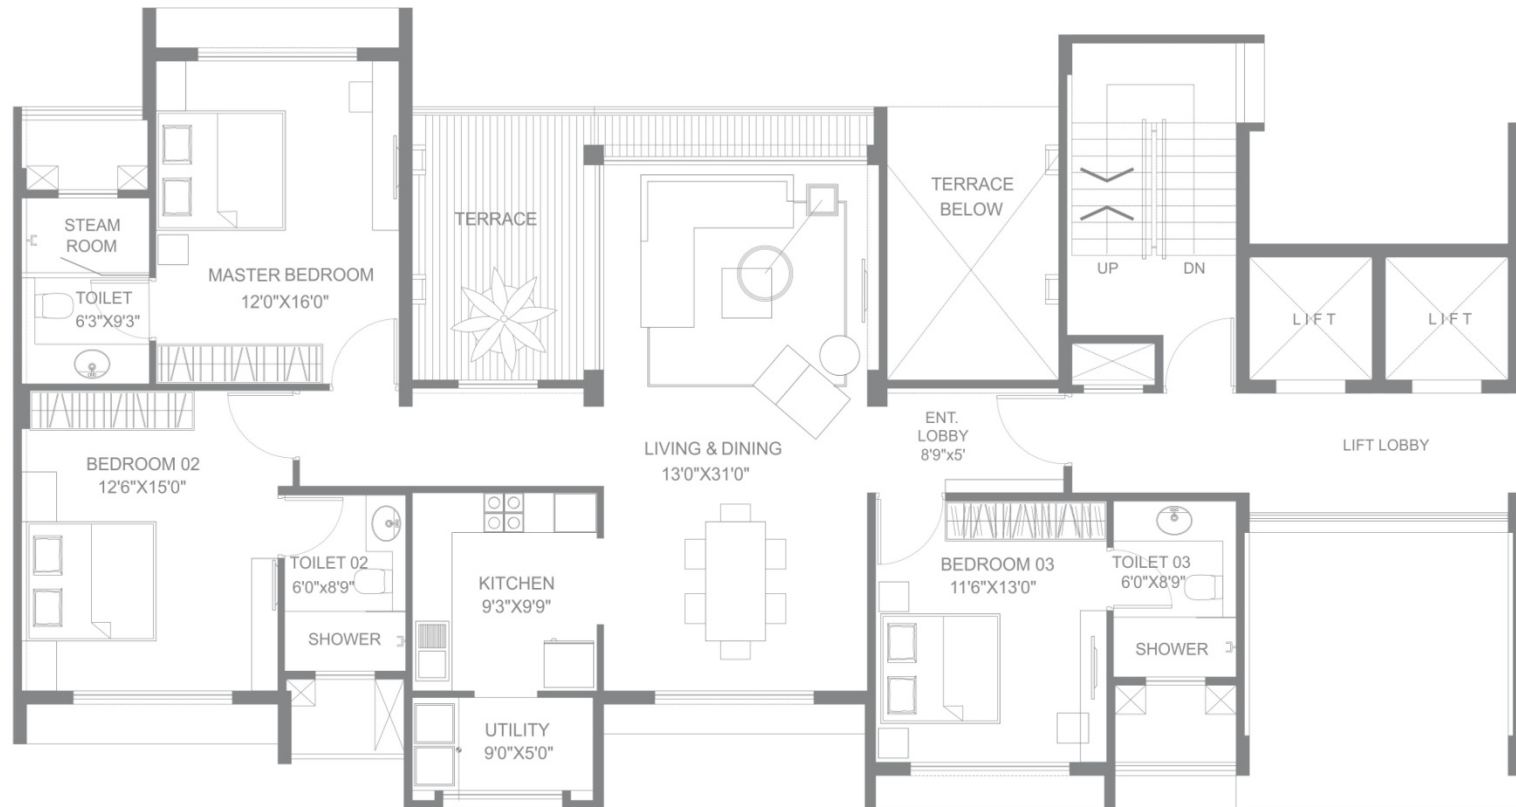 STEAM
ROOM
TOILET
6'3"X9'3"
MASTER BEDROOM
12'0"X16'0"
TERRACE
TERRACE
BELOW
UP
DN
LIFT
LIFT
BEDROOM 02
12'6"X15'0"
LIVING & DINING
13'0"X31'0"
ENT.
LOBBY
8'9"x5'
LIFT LOBBY
TOILET 02
6'0"x8'9"
SHOWER
KITCHEN
9'3"X9'9"
BEDROOM 03
11'6"X13'0"
TOILET 03
6'0"X8'9"
SHOWER
UTILITY
9'0"X5'0"